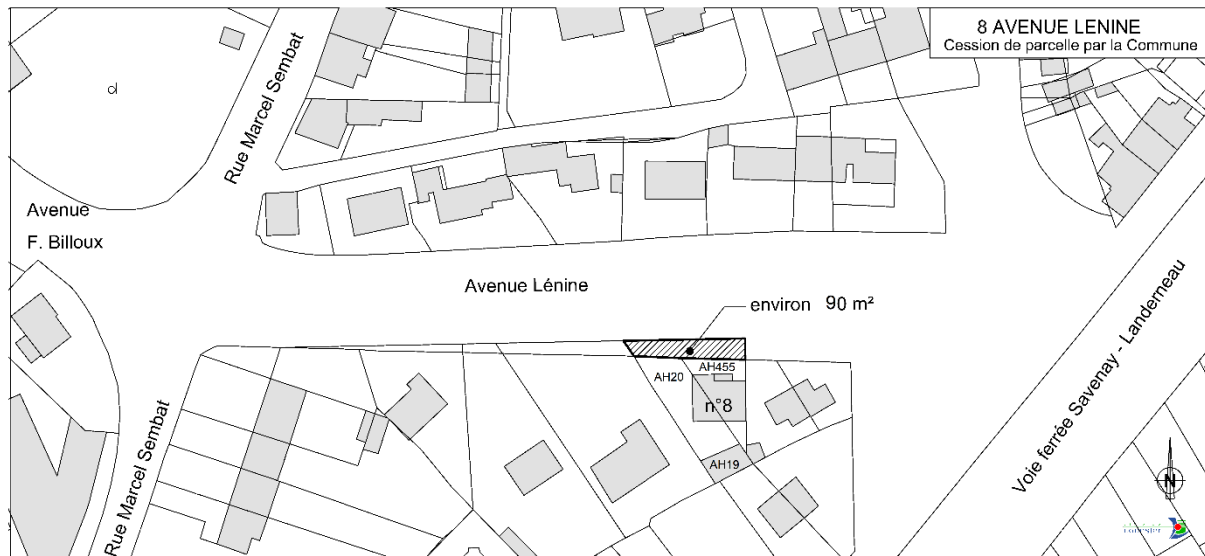 8 AVENUE LENINE
Cession de parcelle par la Commune
Rue Marcel Sembat
Avenue
F. Billoux
Avenue Lénine
environ 90 m²
AH20
AH455
n°8
AH19
Rue Marcel Sembat
Voie ferrée Savenay - Landerneau
N